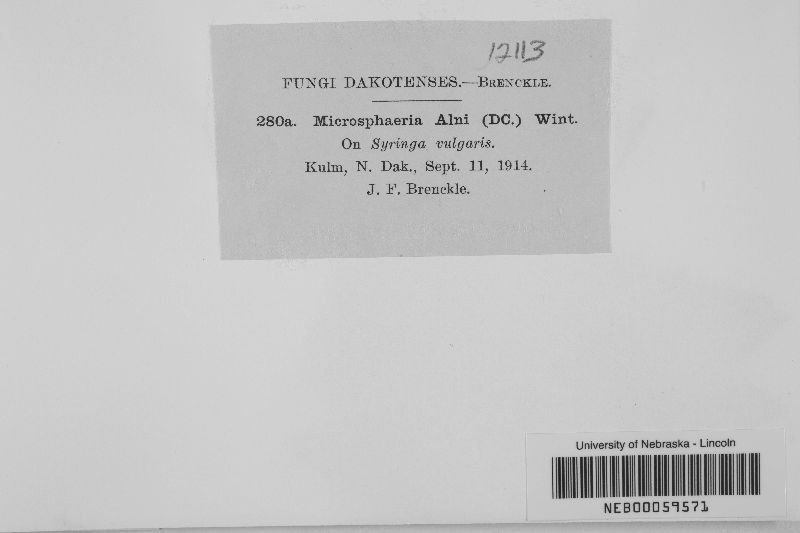 12113
FUNGI DAKOTENSES.—BRENCKLE.
280a. Microsphaeria Alni (DC.) Wint.
On Syringa vulgaris.
Kulm, N. Dak., Sept. 11, 1914.
J. F. Brenckle.
University of Nebraska - Lincoln
NEB00059571